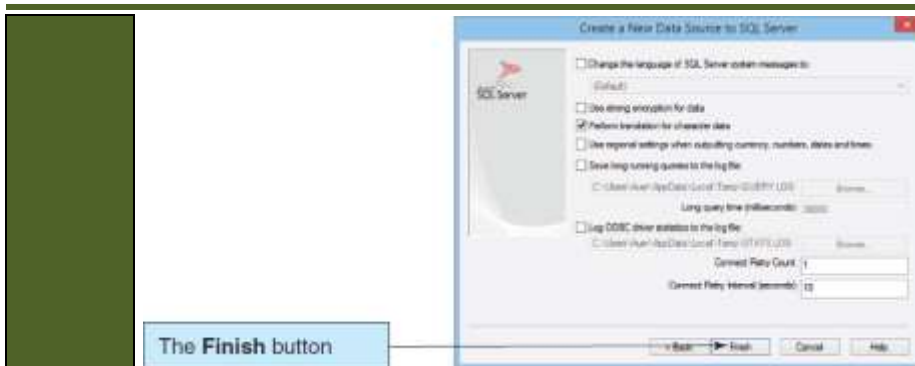 Create a New Data Source to SQL Server
SQL Server
Change the language of SQL Server system messages to:
(Default)
Use strong encryption for data
Perform translation for character data
Use regional settings when outputting currency, numbers, dates and times.
Save long running queries to the log file:
Browse...
Long query time (milliseconds):
Log ODBC driver statistics to the log file:
Browse...
Connect Retry Count:
1
Connect Retry Interval (seconds):
10
The Finish button
< Back
Finish
Cancel
Help